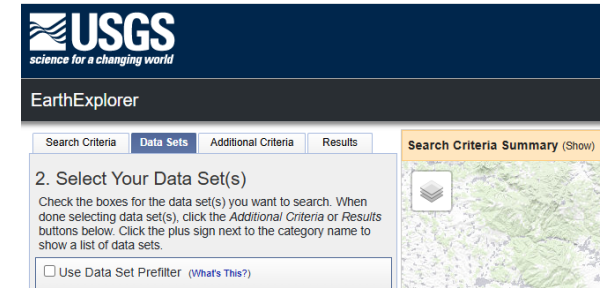 USGS
science for a changing world
EarthExplorer
Search Criteria Data Sets Additional Criteria Results
Search Criteria Summary (Show)
2. Select Your Data Set(s)
Check the boxes for the data set(s) you want to search. When
done selecting data set(s), click the Additional Criteria or Results
buttons below. Click the plus sign next to the category name to
show a list of data sets.
Use Data Set Prefilter (What's This?)